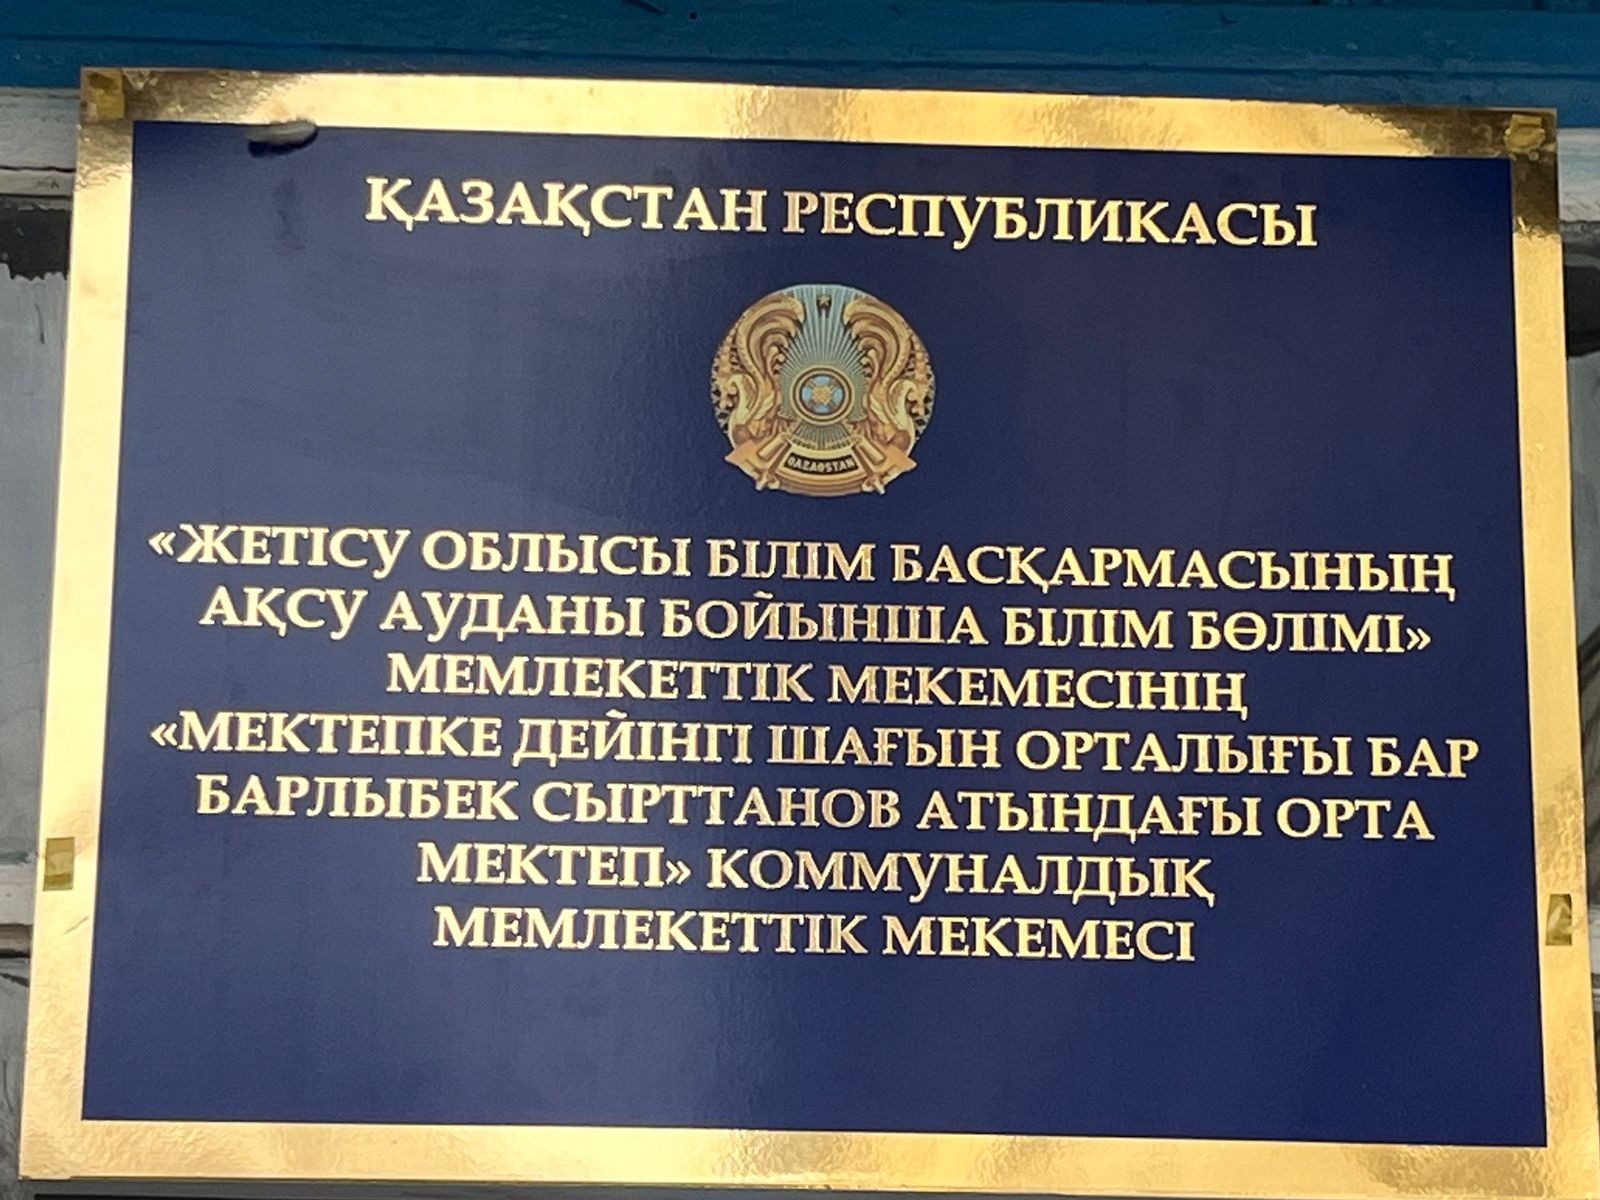 ҚАЗАҚСТАН РЕСПУБЛИКАСЫ
QAZAQSTAN
«ЖЕТІСУ ОБЛЫСЫ БІЛІМ БАСҚАРМАСЫНЫҢ
АҚСУ АУДАНЫ БОЙЫНША БІЛІМ БӨЛІМІ»
МЕМЛЕКЕТТІК МЕКЕМЕСІНІҢ
«МЕКТЕПКЕ ДЕЙІНГІ ШАҒЫН ОРТАЛЫҒЫ БАР
БАРЛЫБЕК СЫРТТАНОВ АТЫНДАҒЫ ОРТА
МЕКТЕП» КОММУНАЛДЫҚ
МЕМЛЕКЕТТІК МЕКЕМЕСІ